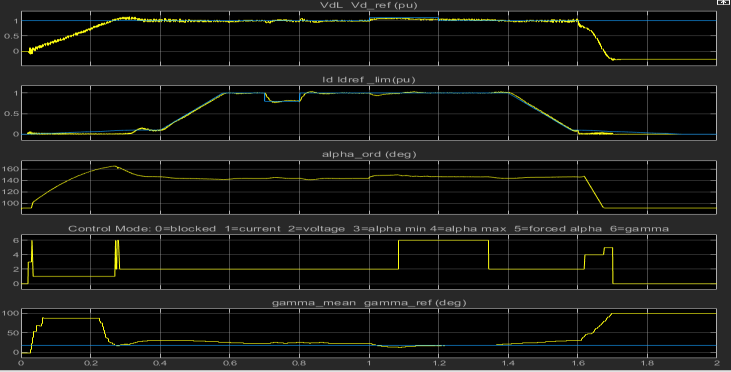 VdL Vd_ref (pu)
1
0.5
0
Id Idref_lim(pu)
1
0.5
0
alpha_ord (deg)
160
140
120
100
Control Mode: 0=blocked 1=current 2=voltage 3=alpha min 4=alpha max 5=forced alpha 6=gamma
6
4
2
0
gamma_mean gamma_ref (deg)
100
50
0
0 0.2 0.4 0.6 0.8 1 1.2 1.4 1.6 1.8 2